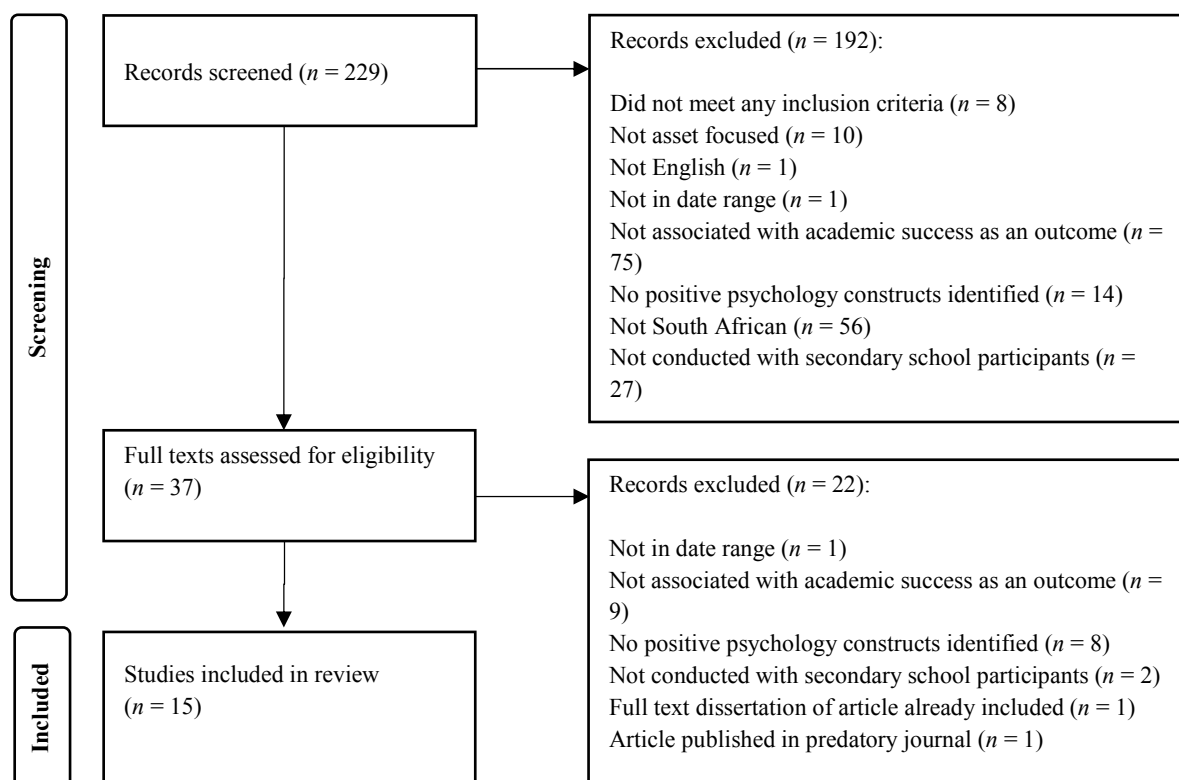 Screening
Records screened (n = 229)
Records excluded (n = 192):
Did not meet any inclusion criteria (n = 8)
Not asset focused (n = 10)
Not English (n = 1)
Not in date range (n = 1)
Not associated with academic success as an outcome (n =
75)
No positive psychology constructs identified (n = 14)
Not South African (n = 56)
Not conducted with secondary school participants (n =
27)
Full texts assessed for eligibility
(n = 37)
Records excluded (n = 22):
Not in date range (n = 1)
Not associated with academic success as an outcome (n =
9)
No positive psychology constructs identified (n = 8)
Not conducted with secondary school participants (n = 2)
Full text dissertation of article already included (n = 1)
Article published in predatory journal (n = 1)
Included
Studies included in review
(n = 15)